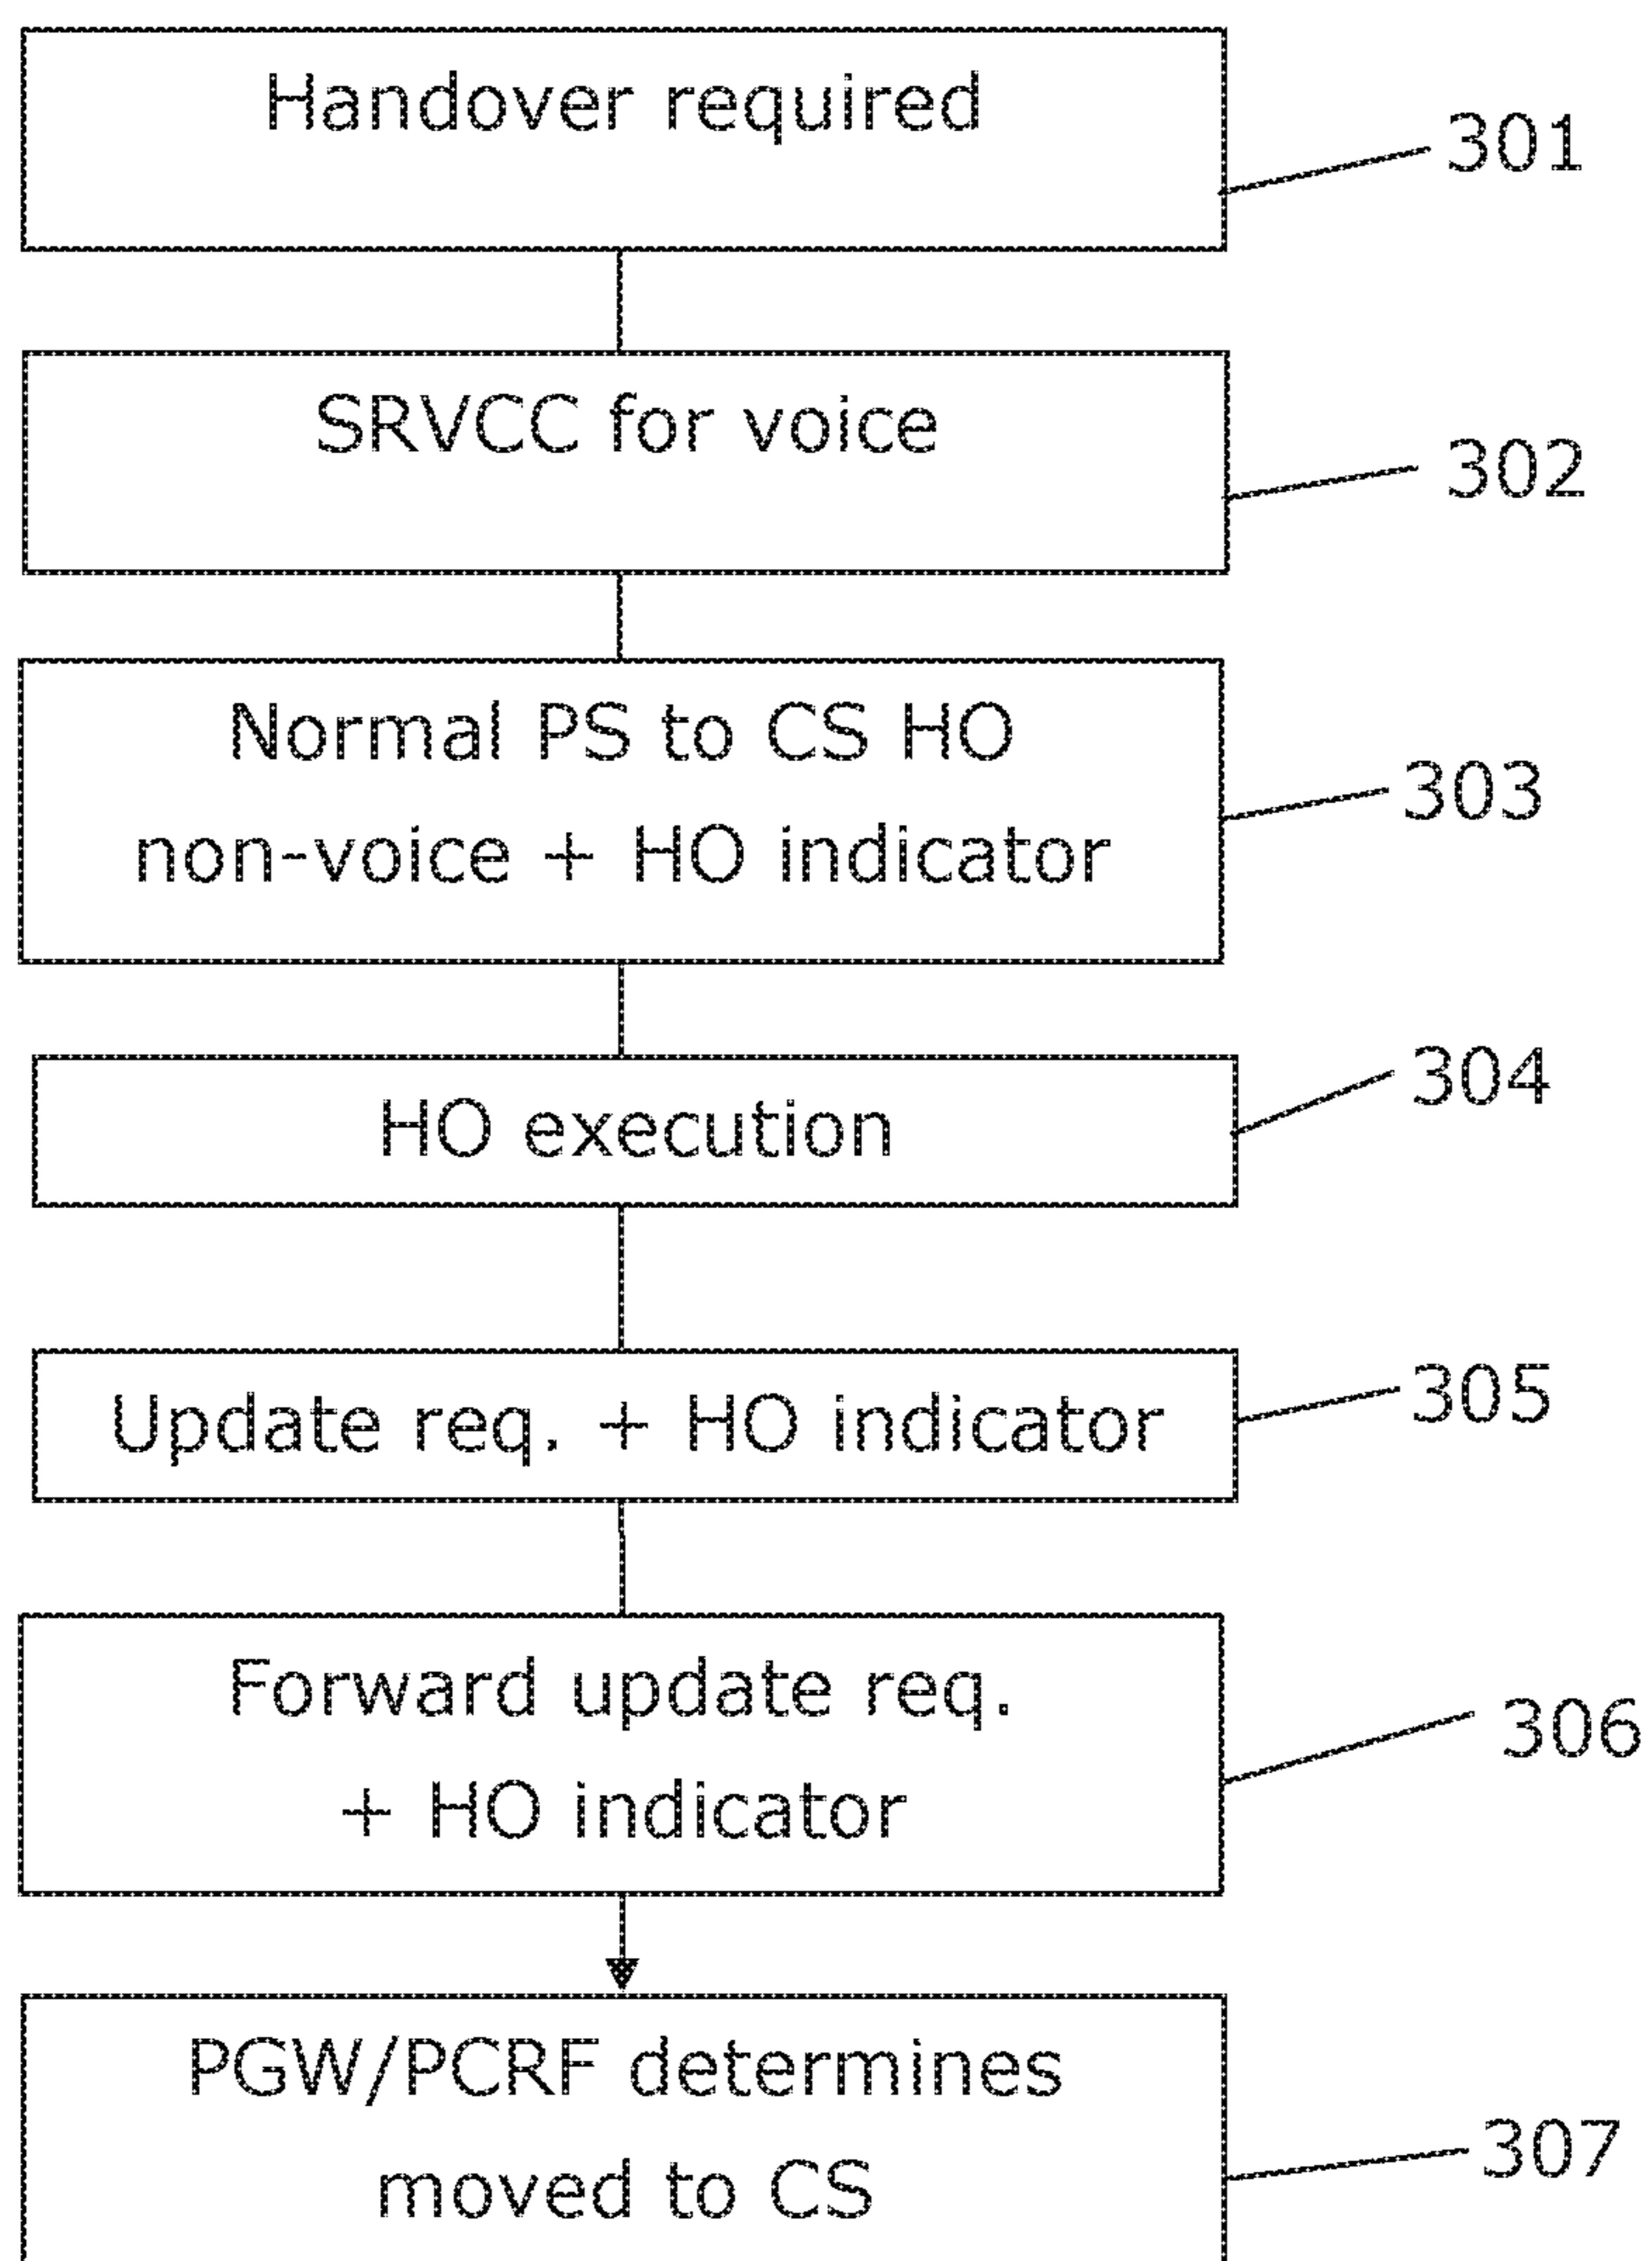 Handover required
301
SRVCC for voice
302
Normal PS to CS HO
non-voice + HO indicator
303
HO execution
304
Update req. + HO indicator
305
Forward update req.
+ HO indicator
306
PGW/PCRF determines
moved to CS
307